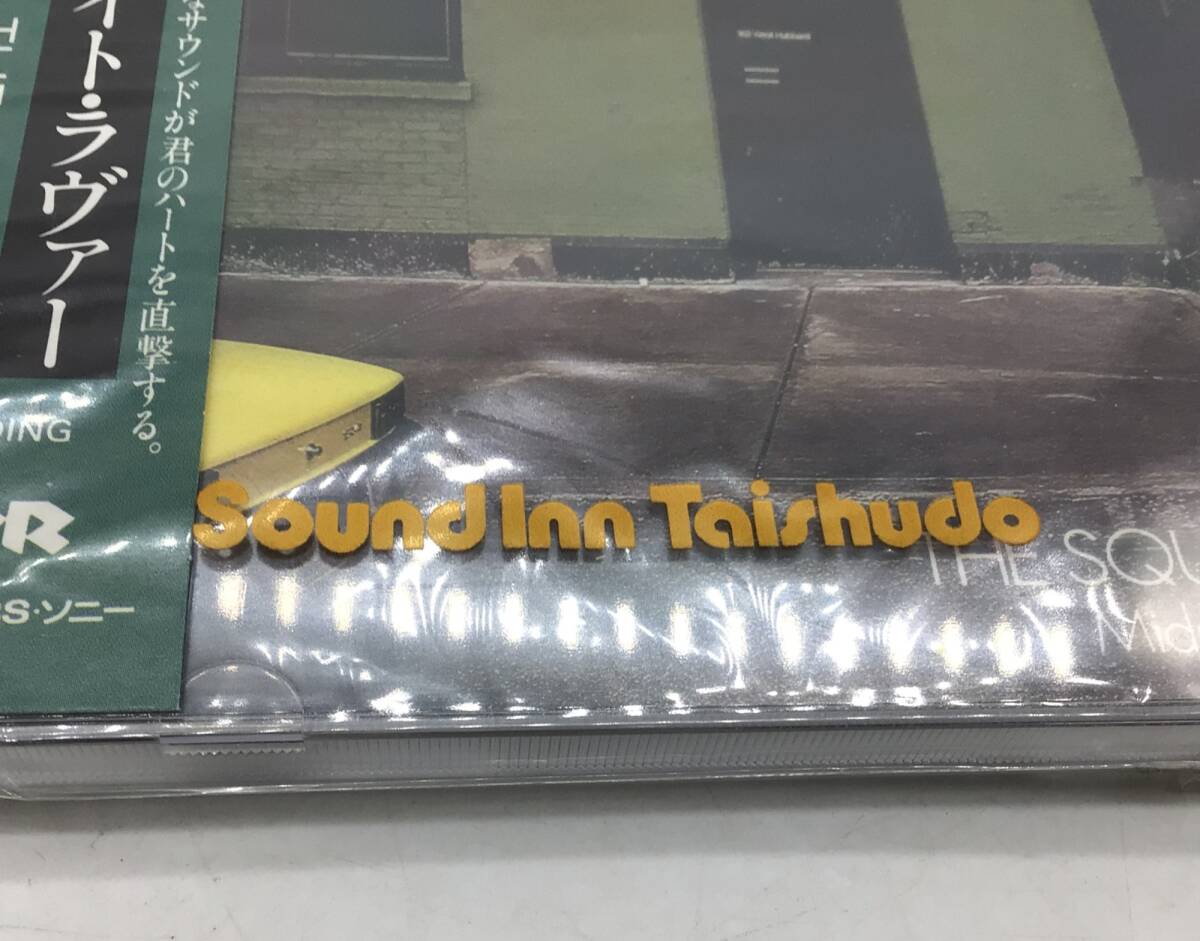 なサウンドが君のハートを直撃する。
イト・ラヴァー
DING
R
S・ソニー
Sound Inn Taishudo
THE SQU
Mid